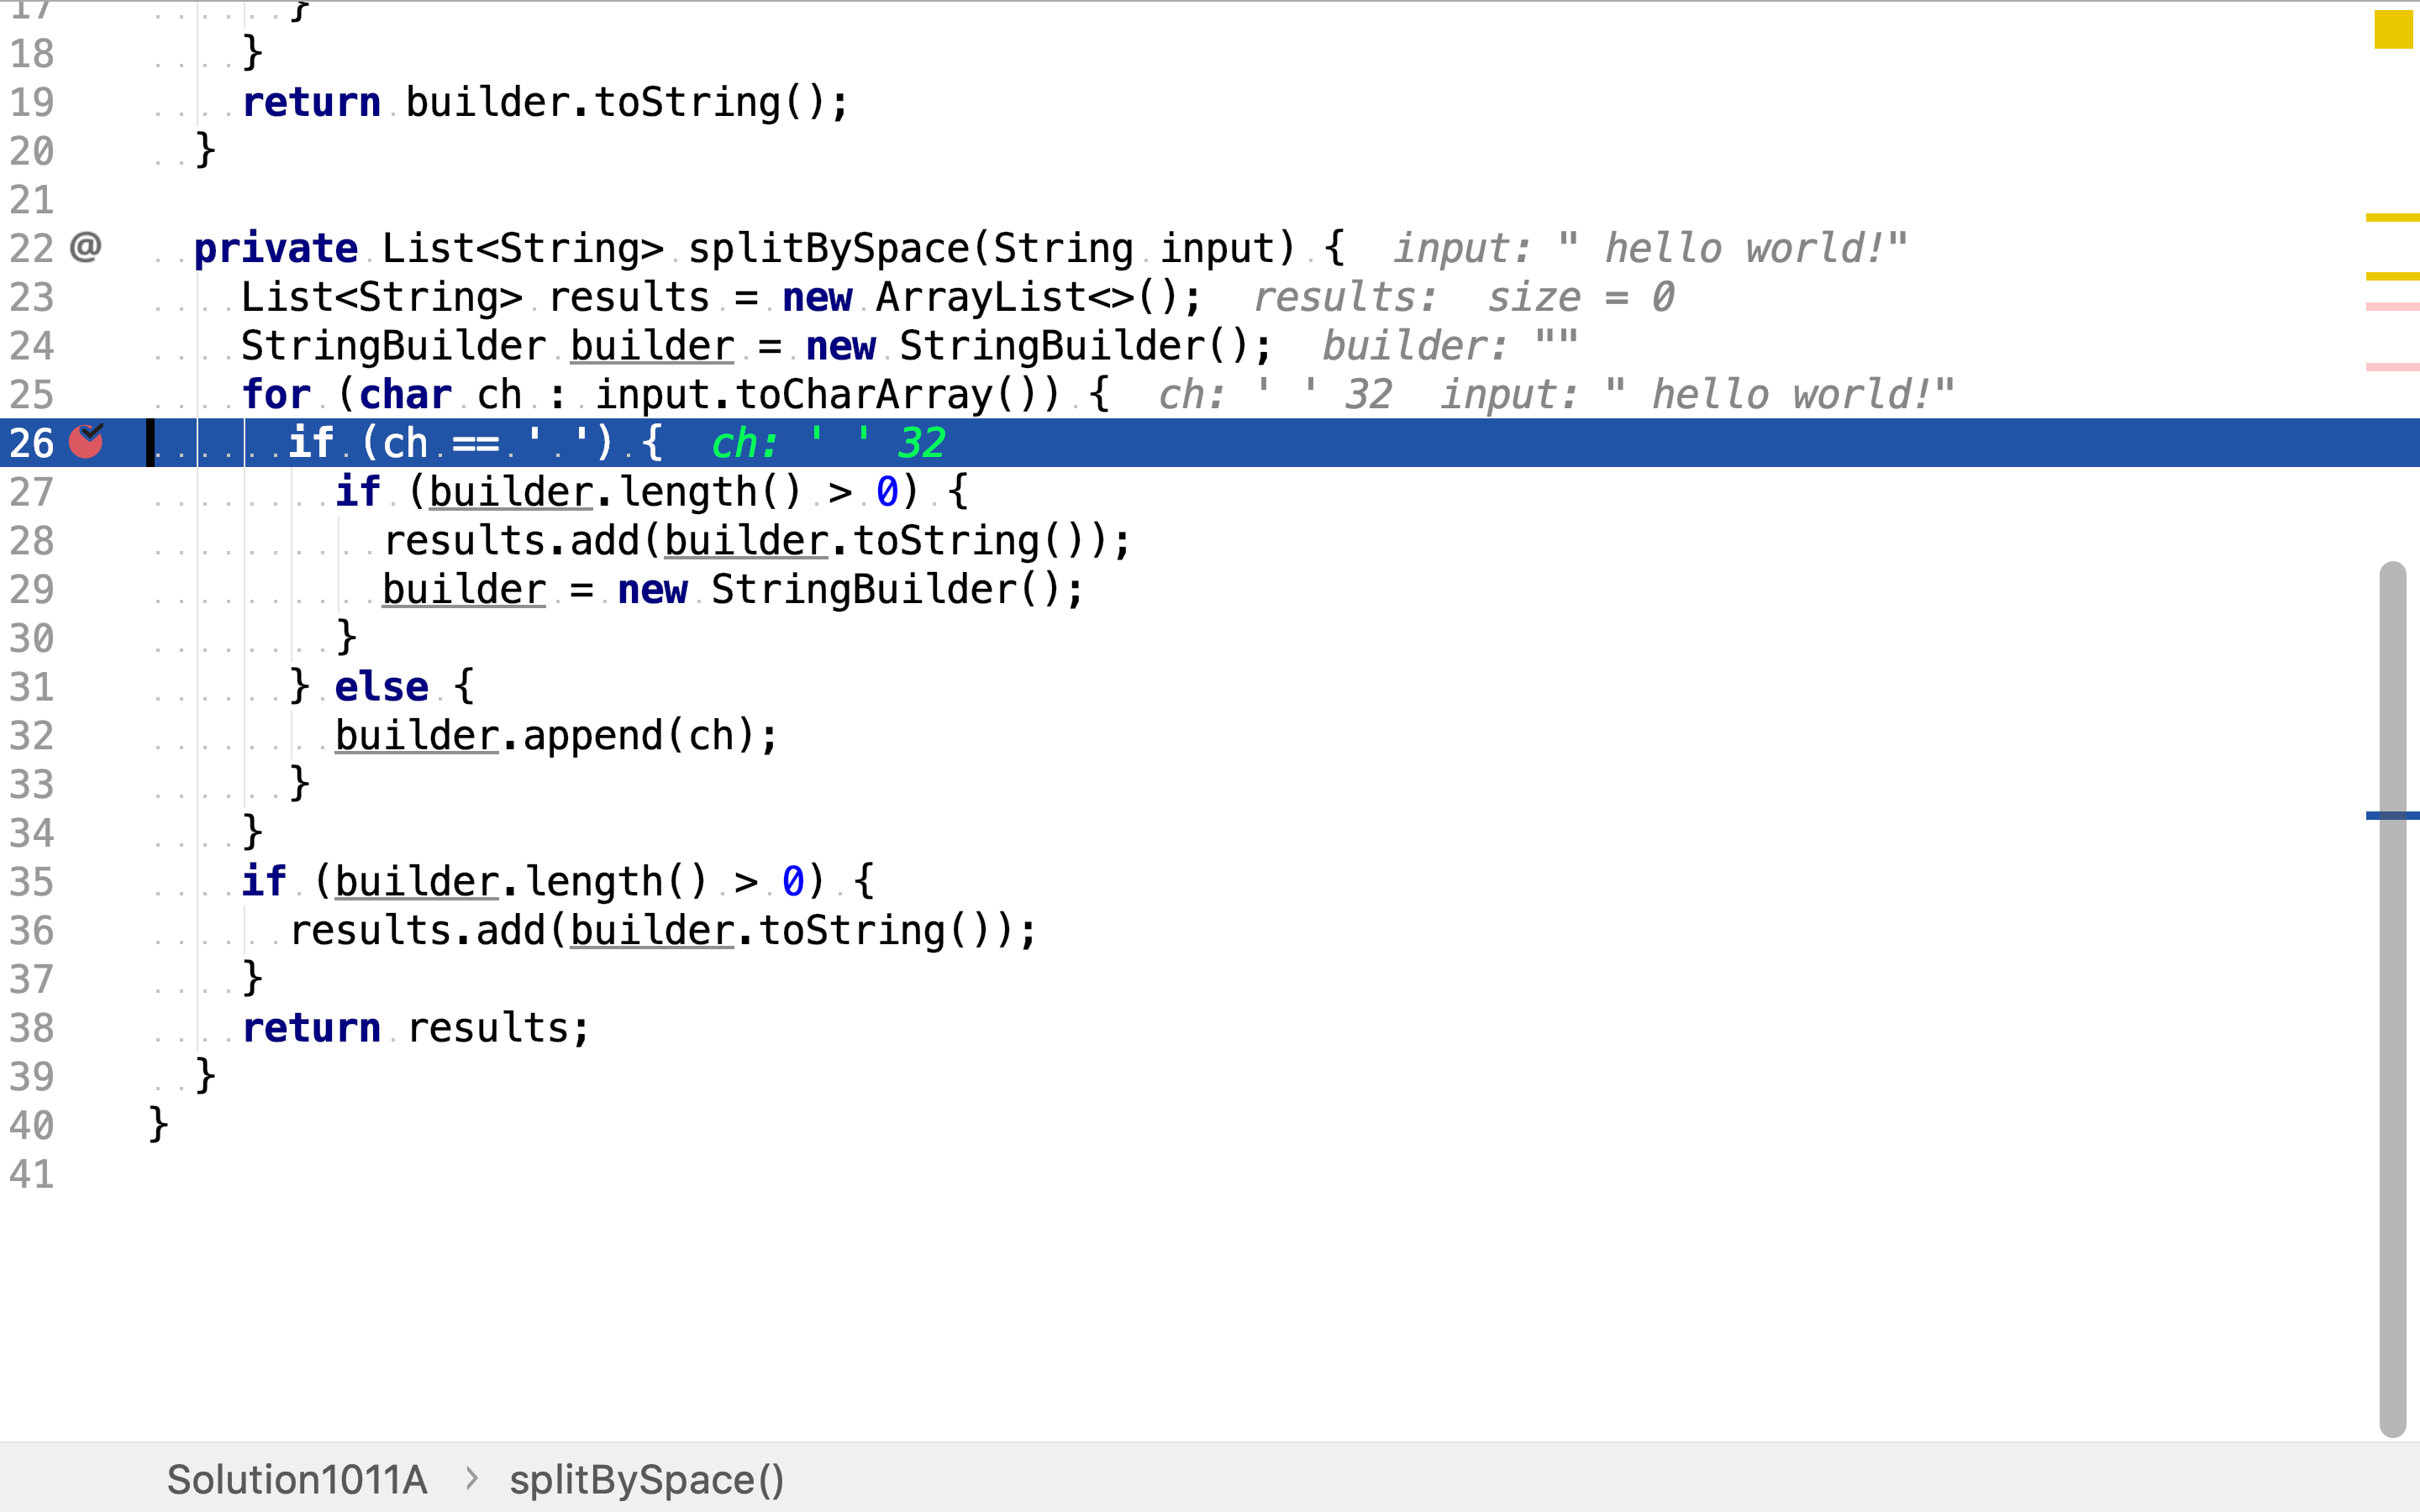 17 }
18 }
19 return builder.toString();
20 }
21
22 @ private List<String> splitBySpace(String input) { input: " hello world!"
23 List<String> results = new ArrayList<>(); results: size = 0
24 StringBuilder builder = new StringBuilder(); builder: ""
25 for (char ch : input.toCharArray()) { ch: ' ' 32 input: " hello world!"
26 if (ch == ' ') { ch: ' ' 32
27 if (builder.length() > 0) {
28 results.add(builder.toString());
29 builder = new StringBuilder();
30 }
31 } else {
32 builder.append(ch);
33 }
34 }
35 if (builder.length() > 0) {
36 results.add(builder.toString());
37 }
38 return results;
39 }
40 }
41
Solution1011A › splitBySpace()